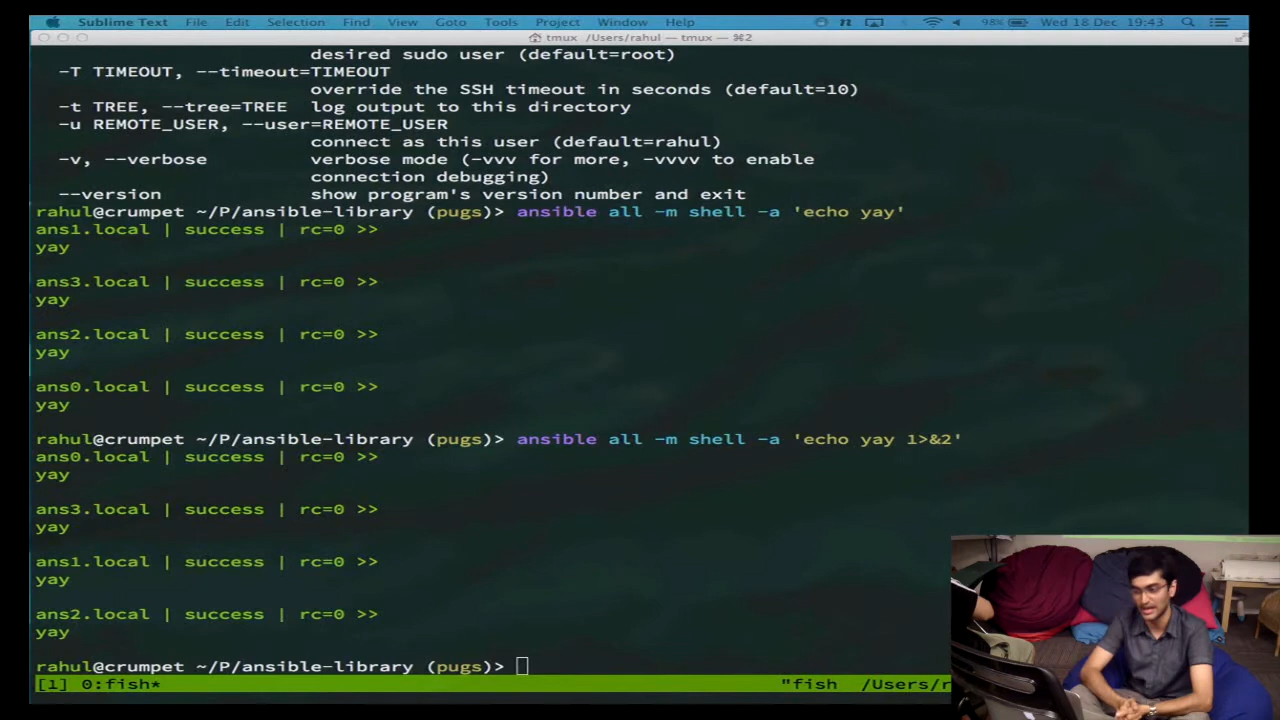 Sublime Text File Edit Selection Find View Goto Tools Project Window Help 98% Wed 18 Dec 19:43
tmux /Users/rahul — tmux — ⌘2
desired sudo user (default=root)
-T TIMEOUT, --timeout=TIMEOUT
override the SSH timeout in seconds (default=10)
-t TREE, --tree=TREE log output to this directory
-u REMOTE_USER, --user=REMOTE_USER
connect as this user (default=rahul)
-v, --verbose verbose mode (-vvv for more, -vvvv to enable
connection debugging)
--version show program's version number and exit
rahul@crumpet ~/P/ansible-library (pugs)> ansible all -m shell -a 'echo yay'
ans1.local | success | rc=0 >>
yay
ans3.local | success | rc=0 >>
yay
ans2.local | success | rc=0 >>
yay
ans0.local | success | rc=0 >>
yay
rahul@crumpet ~/P/ansible-library (pugs)> ansible all -m shell -a 'echo yay 1>&2'
ans0.local | success | rc=0 >>
yay
ans3.local | success | rc=0 >>
yay
ans1.local | success | rc=0 >>
yay
ans2.local | success | rc=0 >>
yay
rahul@crumpet ~/P/ansible-library (pugs)>
[1] 0:fish* "fish /Users/r